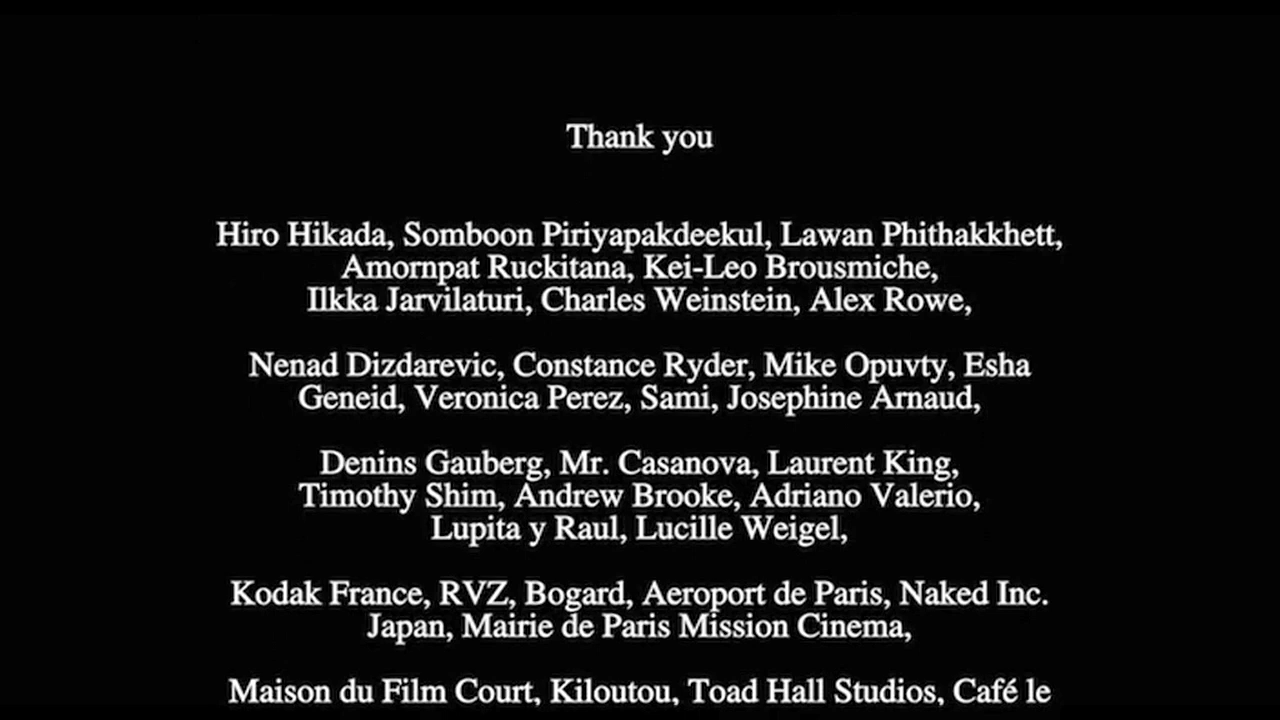 Thank you
Hiro Hikada, Somboon Piriyapakdeekul, Lawan Phithakkhett,
Amornpat Ruckitana, Kei-Leo Brousmiche,
Ilkka Jarvilaturi, Charles Weinstein, Alex Rowe,
Nenad Dizdarevic, Constance Ryder, Mike Opuvty, Esha
Geneid, Veronica Perez, Sami, Josephine Arnaud,
Denins Gauberg, Mr. Casanova, Laurent King,
Timothy Shim, Andrew Brooke, Adriano Valerio,
Lupita y Raul, Lucille Weigel,
Kodak France, RVZ, Bogard, Aeroport de Paris, Naked Inc.
Japan, Mairie de Paris Mission Cinema,
Maison du Film Court, Kiloutou, Toad Hall Studios, Café le